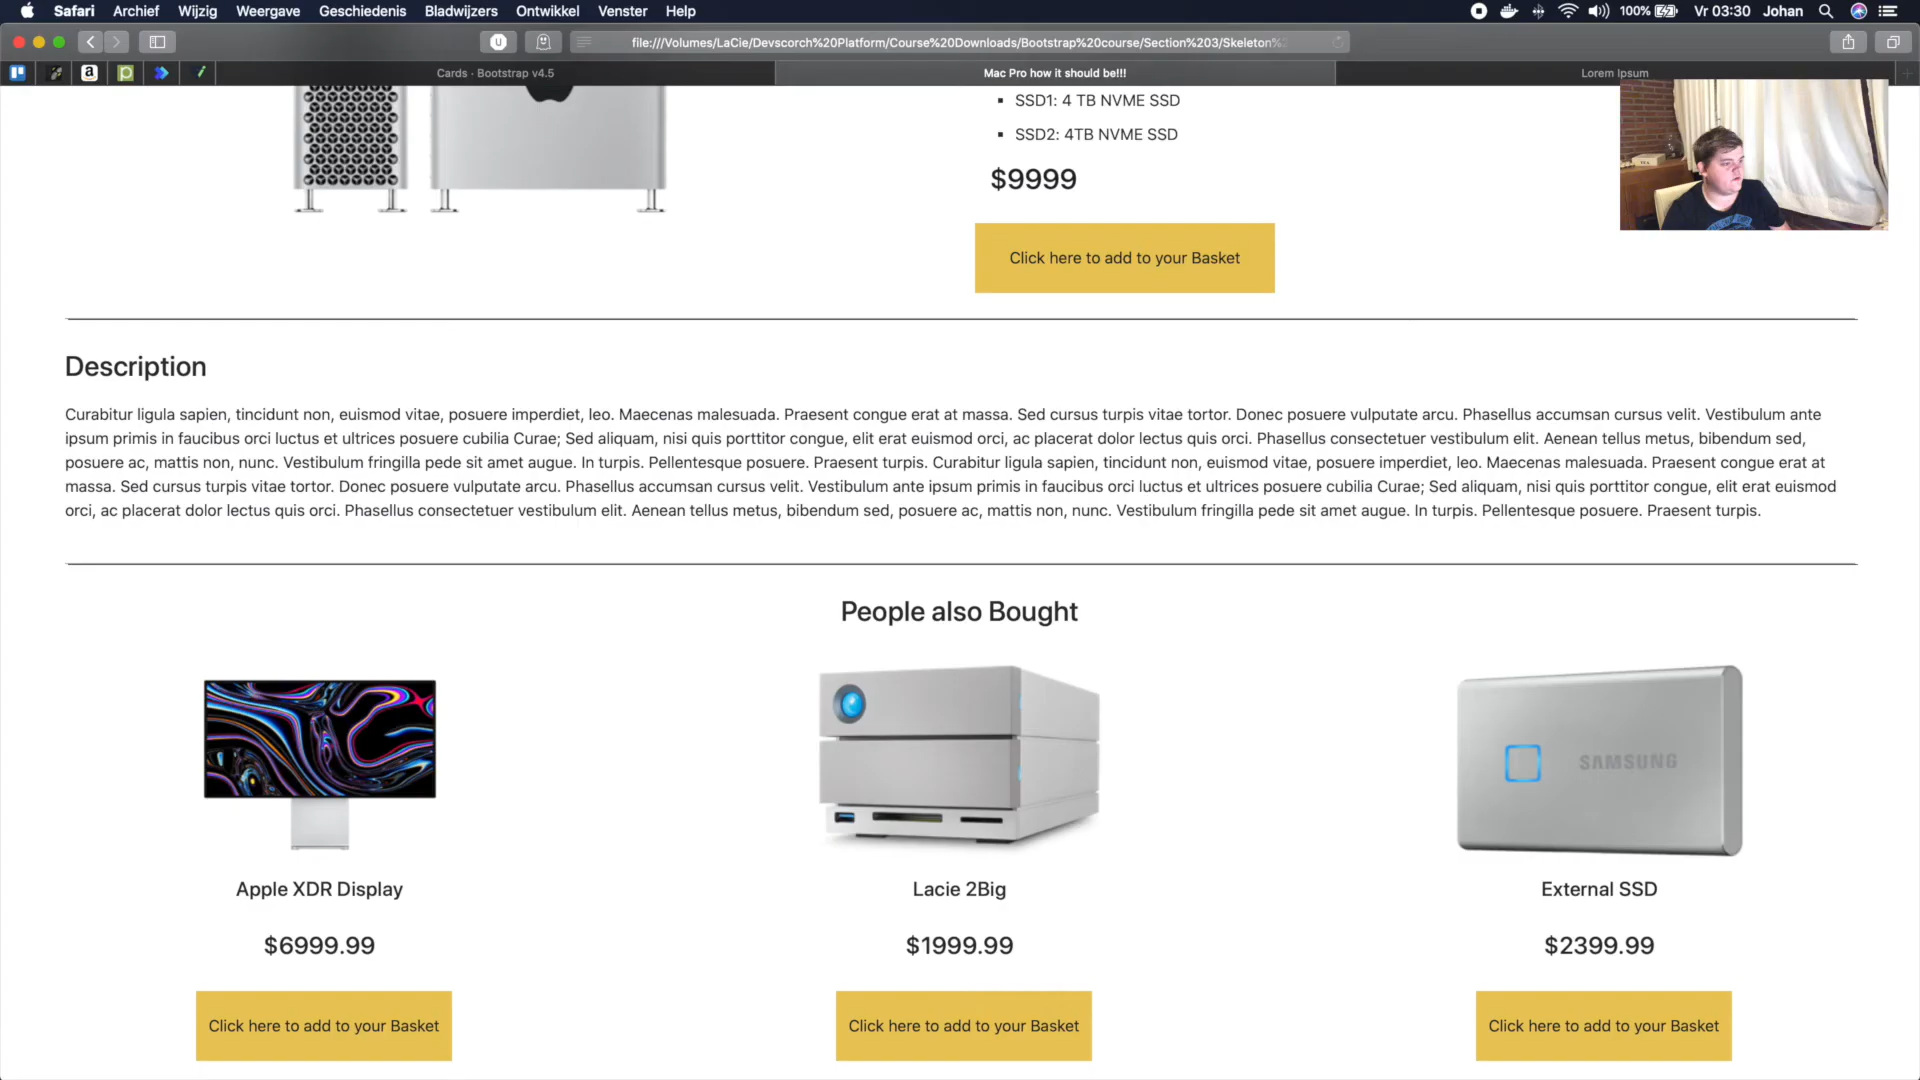 Safari Archief Wijzig Weergave Geschiedenis Bladwijzers Ontwikkel Venster Help 100% Vr 03:30 Johan
U file:///Volumes/LaCie/Devscorch%20Platform/Course%20Downloads/Bootstrap%20course/Section%203/Skeleton%
a p Cards · Bootstrap v4.5 Mac Pro how it should be!!! Lorem Ipsum
SSD1: 4 TB NVME SSD
SSD2: 4TB NVME SSD
$9999
Click here to add to your Basket
Description
Curabitur ligula sapien, tincidunt non, euismod vitae, posuere imperdiet, leo. Maecenas malesuada. Praesent congue erat at massa. Sed cursus turpis vitae tortor. Donec posuere vulputate arcu. Phasellus accumsan cursus velit. Vestibulum ante
ipsum primis in faucibus orci luctus et ultrices posuere cubilia Curae; Sed aliquam, nisi quis porttitor congue, elit erat euismod orci, ac placerat dolor lectus quis orci. Phasellus consectetuer vestibulum elit. Aenean tellus metus, bibendum sed,
posuere ac, mattis non, nunc. Vestibulum fringilla pede sit amet augue. In turpis. Pellentesque posuere. Praesent turpis. Curabitur ligula sapien, tincidunt non, euismod vitae, posuere imperdiet, leo. Maecenas malesuada. Praesent congue erat at
massa. Sed cursus turpis vitae tortor. Donec posuere vulputate arcu. Phasellus accumsan cursus velit. Vestibulum ante ipsum primis in faucibus orci luctus et ultrices posuere cubilia Curae; Sed aliquam, nisi quis porttitor congue, elit erat euismod
orci, ac placerat dolor lectus quis orci. Phasellus consectetuer vestibulum elit. Aenean tellus metus, bibendum sed, posuere ac, mattis non, nunc. Vestibulum fringilla pede sit amet augue. In turpis. Pellentesque posuere. Praesent turpis.
People also Bought
SAMSUNG
Apple XDR Display Lacie 2Big External SSD
$6999.99 $1999.99 $2399.99
Click here to add to your Basket Click here to add to your Basket Click here to add to your Basket